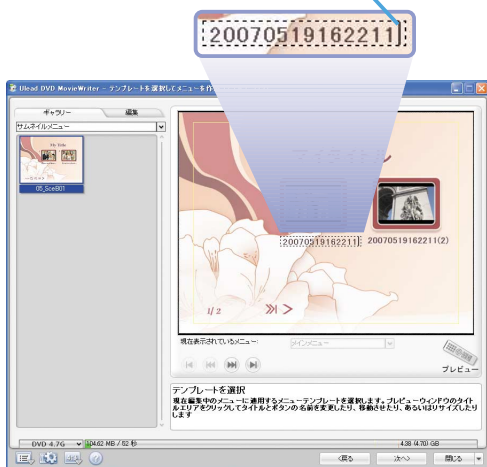 20070519162211
Ulead DVD MovieWriter - テンプレートを選択してメニューを作
ギャラリー 編集
サムネイルメニュー
My Title
05_SceB01
20070519162211 20070519162211(2)
1/2
現在表示されているメニュー:
メインメニュー
プレビュー
テンプレートを選択
現在編集中のメニューに適用するメニューテンプレートを選択します。プレビューウィンドウのタイト
ルエリアをクリックしてタイトルとボタンの名前を変更したり、移動させたり、あるいはリサイズしたり
します
DVD 4.7G 104.62 MB / 52 秒 4.38 (4.70) GB
<戻る 次へ> 閉じる